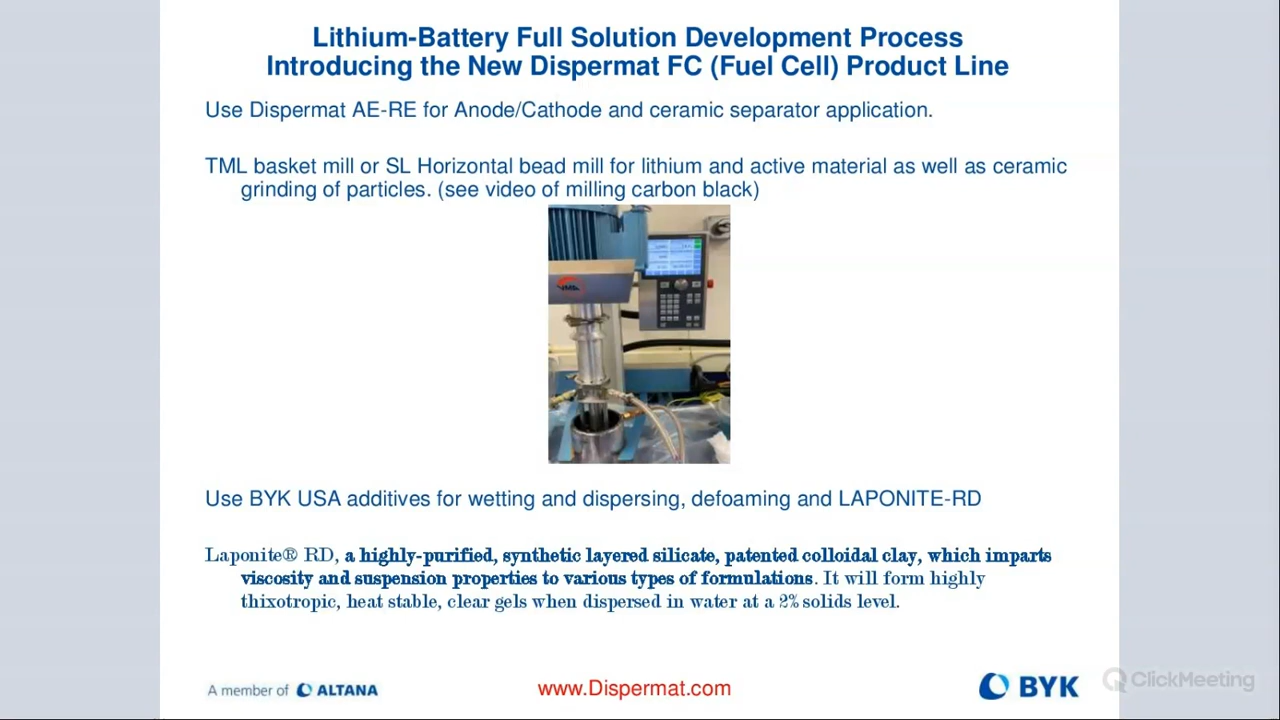 Lithium-Battery Full Solution Development Process
Introducing the New Dispermat FC (Fuel Cell) Product Line
Use Dispermat AE-RE for Anode/Cathode and ceramic separator application.
TML basket mill or SL Horizontal bead mill for lithium and active material as well as ceramic
grinding of particles. (see video of milling carbon black)
VMA
Use BYK USA additives for wetting and dispersing, defoaming and LAPONITE-RD
Laponite® RD, a highly-purified, synthetic layered silicate, patented colloidal clay, which imparts
viscosity and suspension properties to various types of formulations. It will form highly
thixotropic, heat stable, clear gels when dispersed in water at a 2% solids level.
A member of ALTANA
www.Dispermat.com
BYK
ClickMeeting